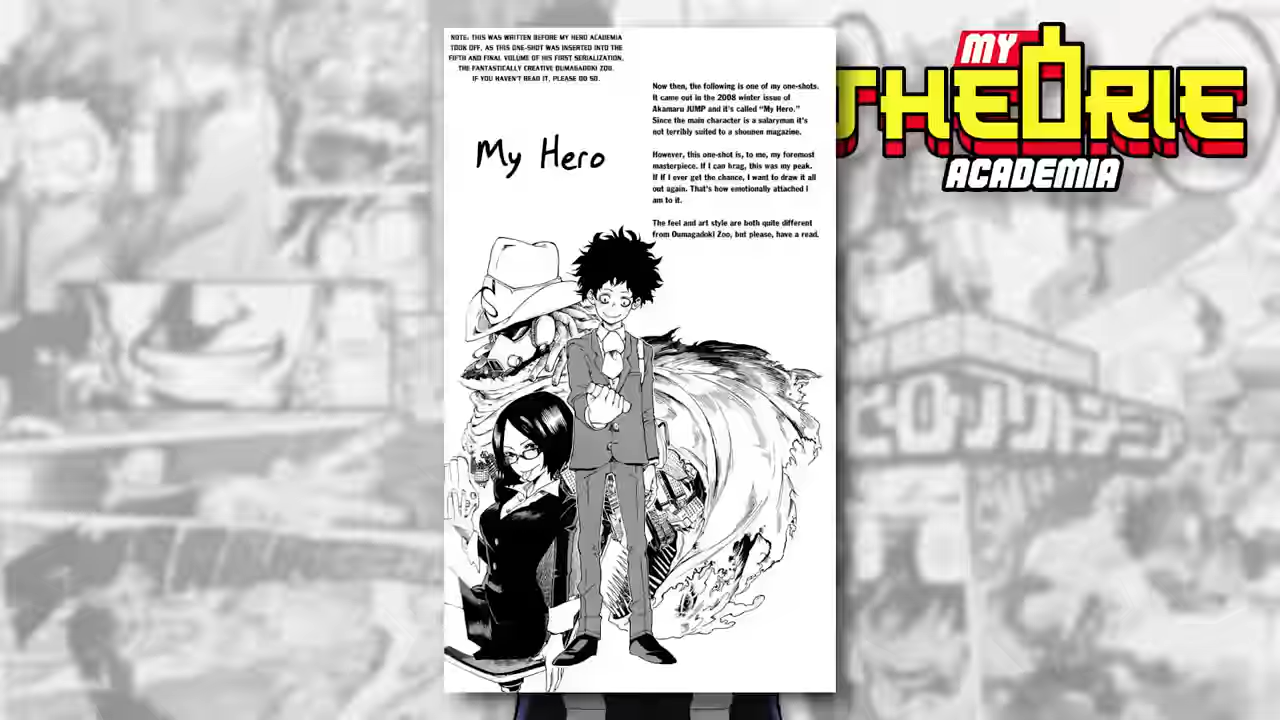 NOTE: THIS WAS WRITTEN BEFORE MY HERO ACADEMIA
TOOK OFF, AS THIS ONE-SHOT WAS INSERTED INTO THE
FIFTH AND FINAL VOLUME OF HIS FIRST SERIALIZATION,
THE FANTASTICALLY CREATIVE OUMAGADOKI ZOO.
IF YOU HAVEN'T READ IT, PLEASE DO SO.
My Hero
Now then, the following is one of my one-shots.
It came out in the 2008 winter issue of
Akamaru JUMP and it's called "My Hero."
Since the main character is a salaryman it's
not terribly suited to a shounen magazine.
However, this one-shot is, to me, my foremost
masterpiece. If I can brag, this was my peak.
If If I ever get the chance, I want to draw it all
out again. That's how emotionally attached I
am to it.
The feel and art style are both quite different
from Oumagadoki Zoo, but please, have a read.
MY
THEORIE
ACADEMIA